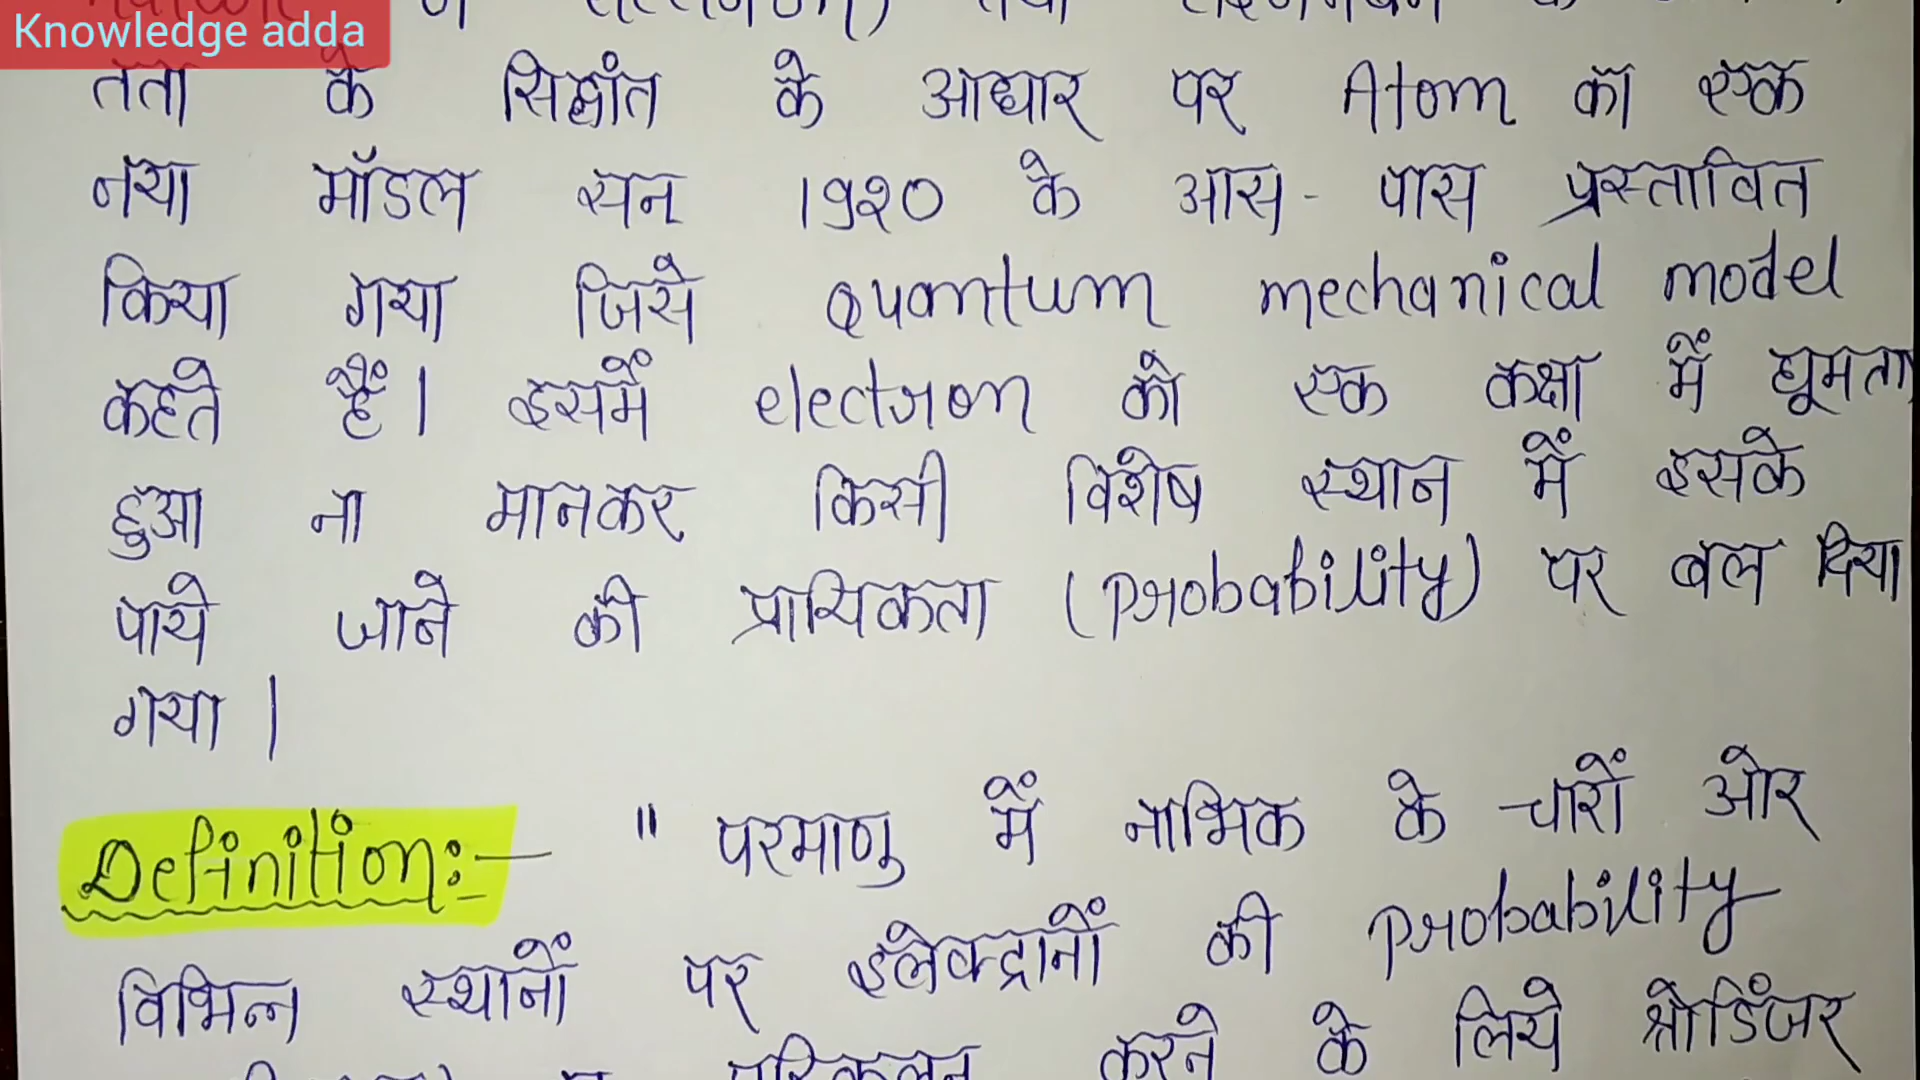 Knowledge adda
तता के सिद्धांत के आधार पर Atom का एक
नया मॉडल सन 1920 के आस - पास प्रस्तावित
किया गया जिसे Quantum mechanical model
कहते हैं। इसमें electron को एक कक्षा में घूमता
हुआ ना मानकर किसी विशेष स्थान में इसके
पाये जाने की प्रायिकता (Probability) पर बल दिया
गया |
Definition:- " परमाणु में नाभिक के चारों ओर
विभिन्न स्थानों पर इलेक्ट्रानों की Probability
परिकलन करने के लिये श्रोडिंजर